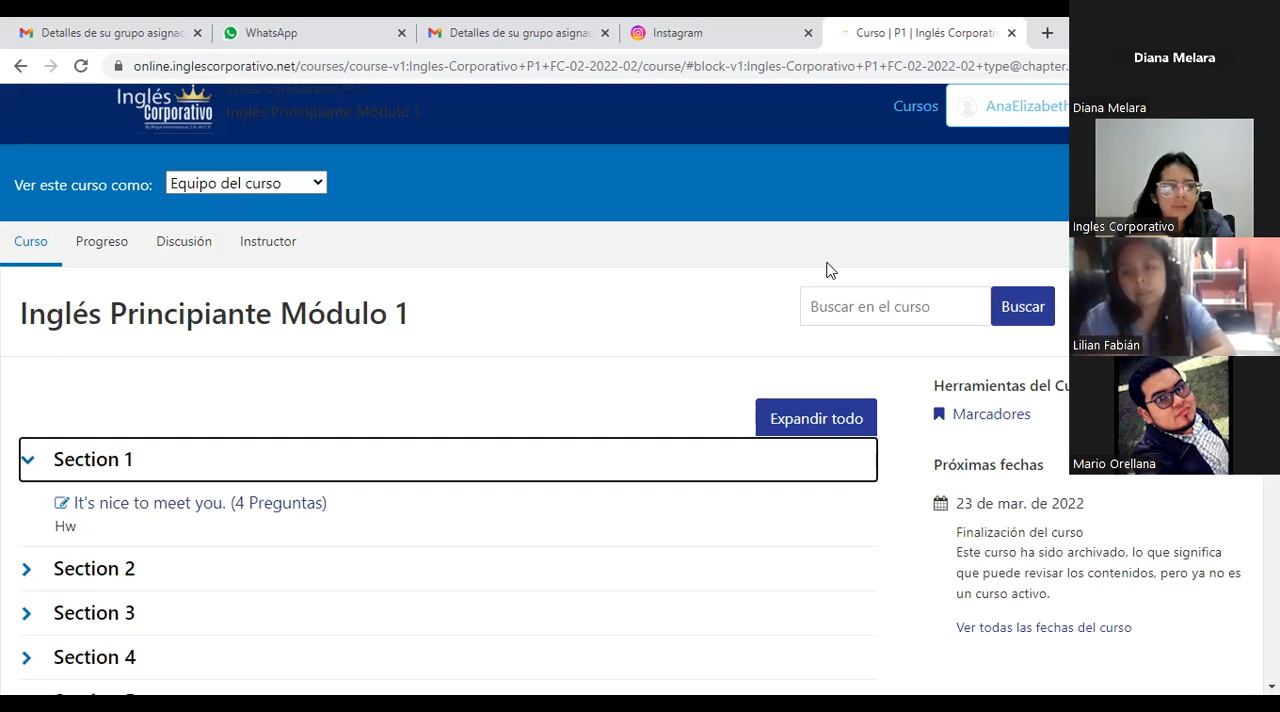 Detalles de su grupo asignac
WhatsApp
Detalles de su grupo asigna
Instagram
Curso | P1 | Inglés Corporati
online.inglescorporativo.net/courses/course-v1:Ingles-Corporativo+P1+FC-02-2022-02/course/#block-v1:Ingles-Corporativo+P1+FC-02-2022-02+type@chapter.
Inglés Corporativo
Inglés Principiante Módulo 1
Cursos
AnaElizabeth
Ver este curso como:
Equipo del curso
Curso
Progreso
Discusión
Instructor
Inglés Principiante Módulo 1
Buscar en el curso
Buscar
Expandir todo
Section 1
It's nice to meet you. (4 Preguntas)
Hw
Section 2
Section 3
Section 4
Herramientas del Cu
Marcadores
Próximas fechas
23 de mar. de 2022
Finalización del curso
Este curso ha sido archivado, lo que significa
que puede revisar los contenidos, pero ya no es
un curso activo.
Ver todas las fechas del curso
Diana Melara
Diana Melara
Ingles Corporativo
Lilian Fabián
Mario Orellana